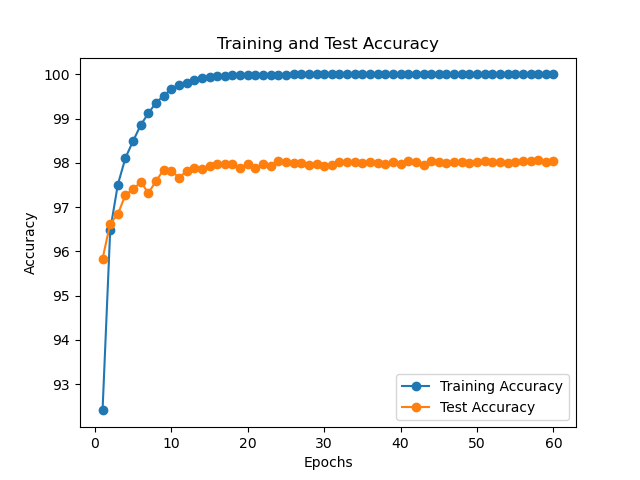 Training and Test Accuracy
100
99
98
97
96
95
94
93
Accuracy
0 10 20 30 40 50 60
Epochs
Training Accuracy
Test Accuracy